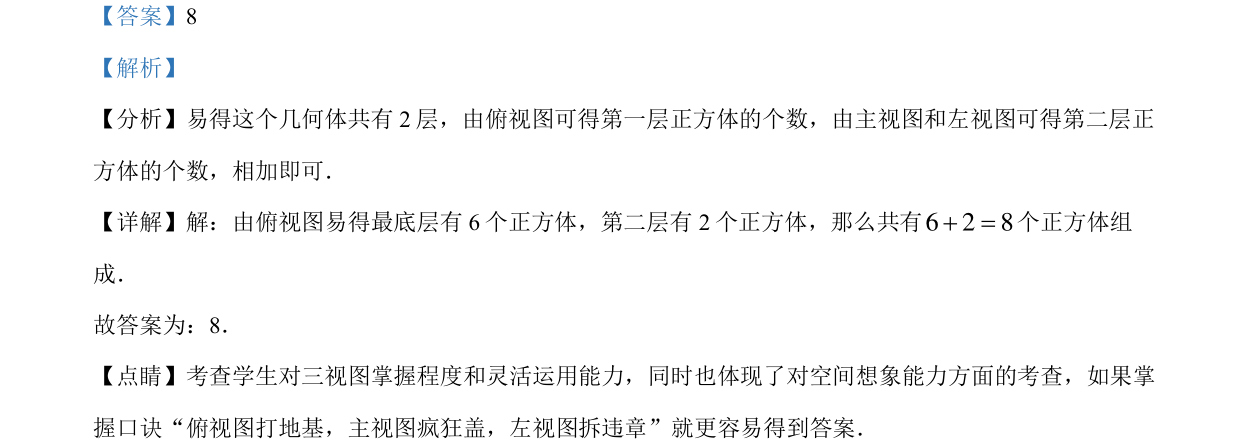 【答案】8
【解析】
【分析】易得这个几何体共有 2 层，由俯视图可得第一层正方体的个数，由主视图和左视图可得第二层正
方体的个数，相加即可．
【详解】解：由俯视图易得最底层有 6 个正方体，第二层有 2 个正方体，那么共有 6+2=8 个正方体组
成．
故答案为：8．
【点睛】考查学生对三视图掌握程度和灵活运用能力，同时也体现了对空间想象能力方面的考查，如果掌
握口诀“俯视图打地基，主视图疯狂盖，左视图拆违章”就更容易得到答案．